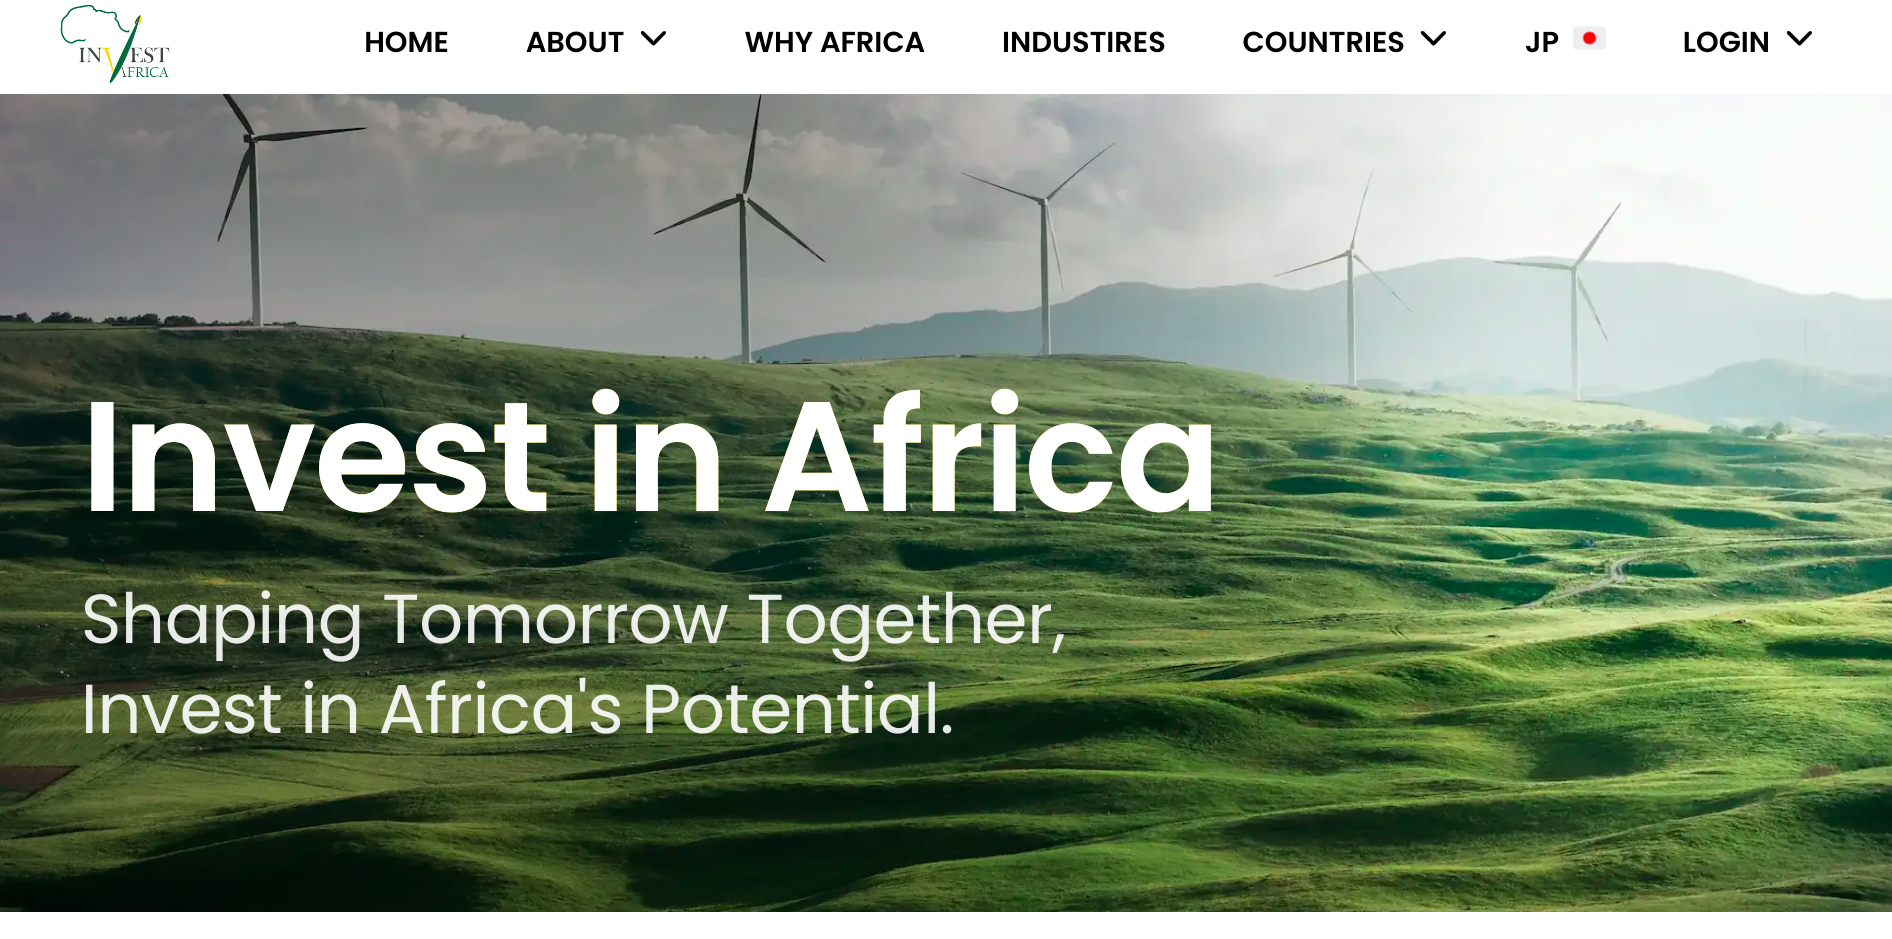 INVEST
AFRICA
HOME
ABOUT
WHY AFRICA
INDUSTIRES
COUNTRIES
JP
LOGIN
Invest in Africa
Shaping Tomorrow Together,
Invest in Africa's Potential.